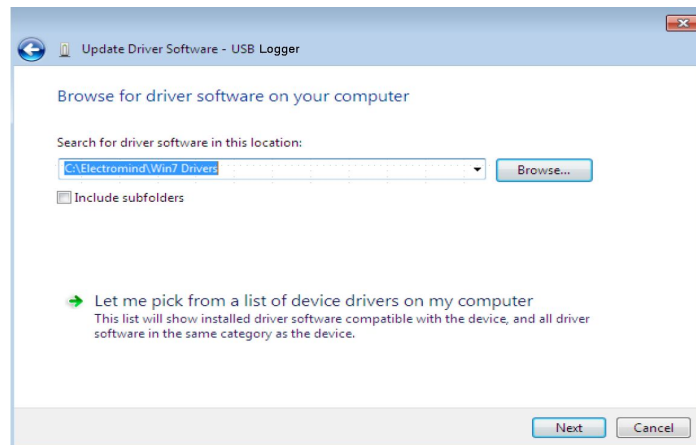 Update Driver Software - USB Logger
Browse for driver software on your computer
Search for driver software in this location:
C:\Electromind\Win7 Drivers
Browse...
Include subfolders
Let me pick from a list of device drivers on my computer
This list will show installed driver software compatible with the device, and all driver
software in the same category as the device.
Next
Cancel